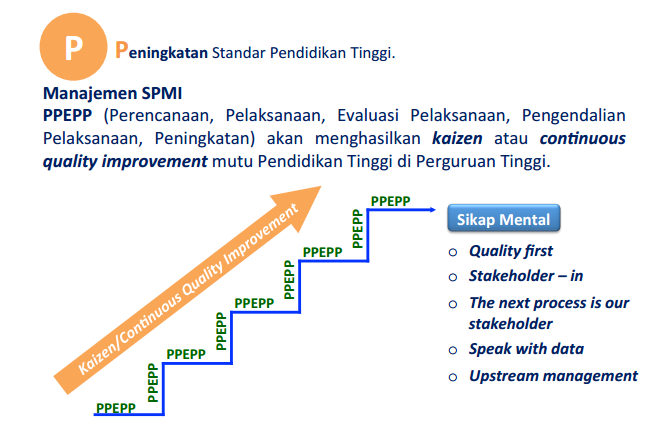 P
Peningkatan Standar Pendidikan Tinggi.
Manajemen SPMI
PPEPP (Perencanaan, Pelaksanaan, Evaluasi Pelaksanaan, Pengendalian
Pelaksanaan, Peningkatan) akan menghasilkan kaizen atau continuous
quality improvement mutu Pendidikan Tinggi di Perguruan Tinggi.
Kaizen/Continuous Quality Improvement
PPEPP
PPEPP
PPEPP
PPEPP
PPEPP
PPEPP
PPEPP
PPEPP
PPEPP
Sikap Mental
o Quality first
o Stakeholder – in
o The next process is our
stakeholder
o Speak with data
o Upstream management